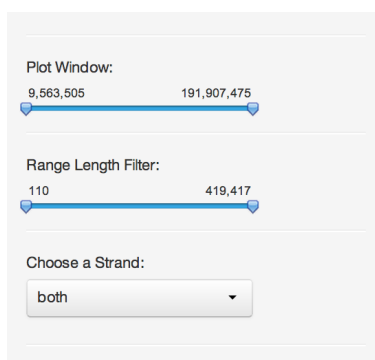 Plot Window:
9,563,505 191,907,475
Range Length Filter:
110 419,417
Choose a Strand:
both